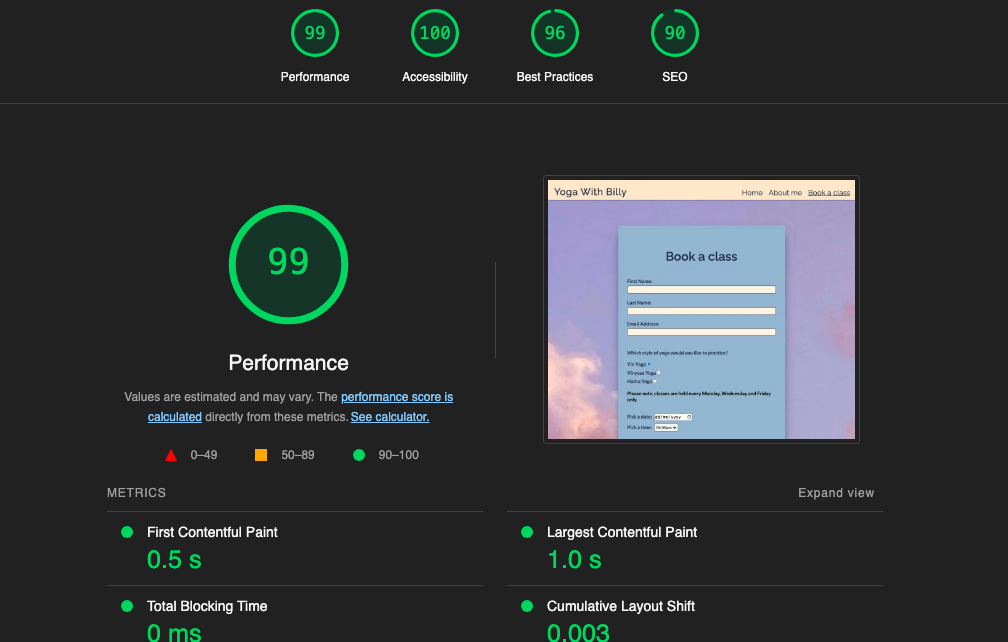 99
100
96
90
Performance
Accessibility
Best Practices
SEO
99
Performance
Values are estimated and may vary. The performance score is
calculated directly from these metrics. See calculator.
0–49
50–89
90–100
Yoga With Billy
Home About me Book a class
Book a class
First Name:
Last Name:
Email Address:
Which style of yoga would you like to practice?
Yin Yoga
Vinyasa Yoga
Hatha Yoga
Please note, classes are held every Monday, Wednesday and Friday
only.
Pick a date: dd/mm/yyyy
Pick a time: 09:00am
METRICS
Expand view
First Contentful Paint
0.5 s
Largest Contentful Paint
1.0 s
Total Blocking Time
0 ms
Cumulative Layout Shift
0.003